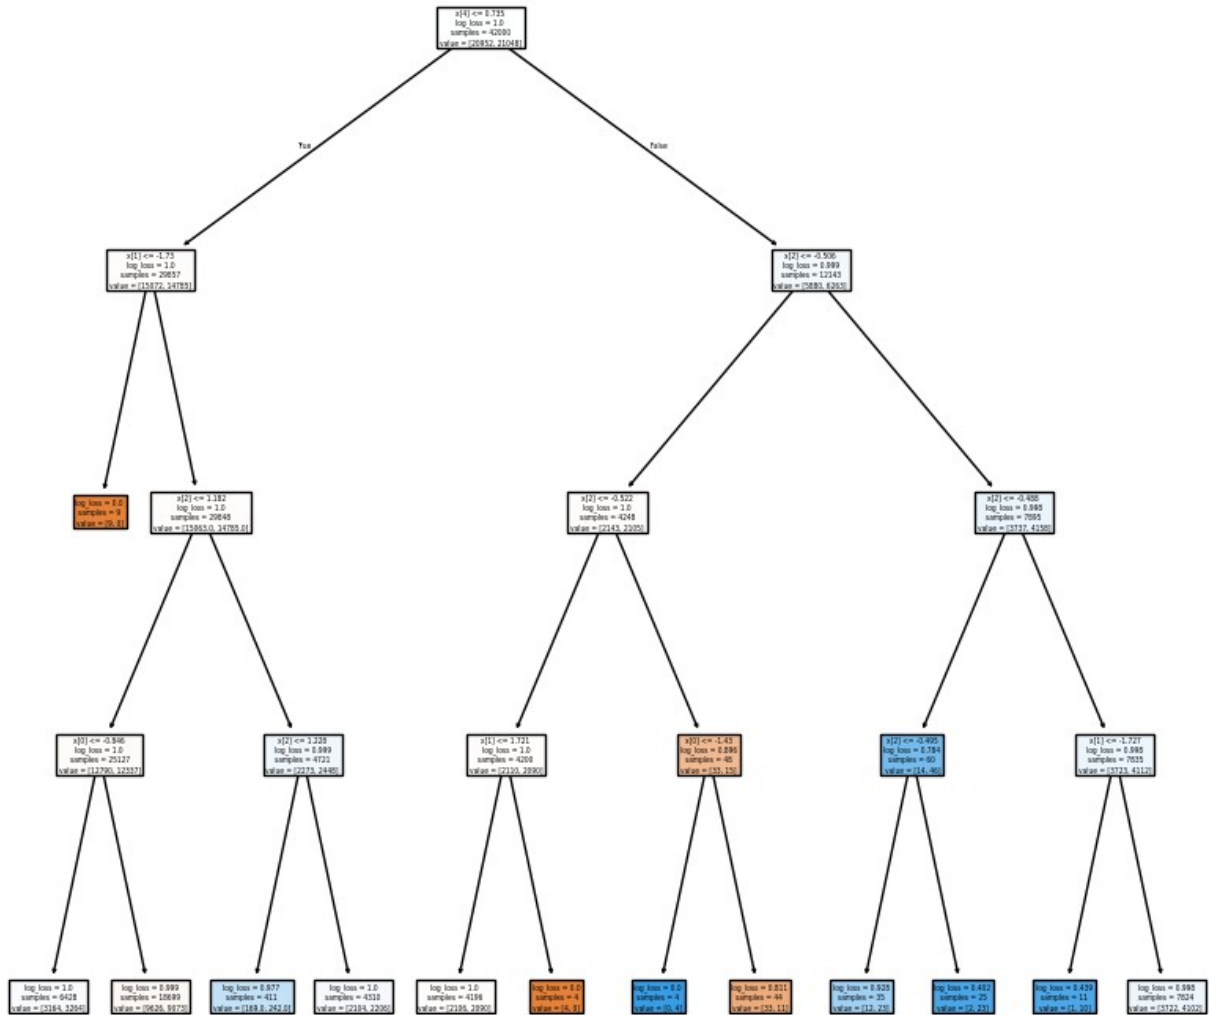 x[4] <= 0.735
log_loss = 1.0
samples = 42000
value = [20952, 21048]
True
False
x[1] <= -1.73
log_loss = 1.0
samples = 29857
value = [15072, 14785]
x[2] <= -0.506
log_loss = 0.999
samples = 12143
value = [5880, 6263]
log_loss = 0.0
samples = 9
value = [9, 0]
x[2] <= 1.182
log_loss = 1.0
samples = 29848
value = [15063.0, 14785.0]
x[2] <= -0.522
log_loss = 1.0
samples = 4248
value = [2143, 2105]
x[2] <= -0.488
log_loss = 0.998
samples = 7895
value = [3737, 4158]
x[0] <= -0.846
log_loss = 1.0
samples = 25127
value = [12790, 12337]
x[2] <= 1.228
log_loss = 0.999
samples = 4721
value = [2273, 2448]
x[1] <= 1.721
log_loss = 1.0
samples = 4200
value = [2110, 2090]
x[0] <= -1.43
log_loss = 0.896
samples = 48
value = [33, 15]
x[2] <= -0.495
log_loss = 0.784
samples = 60
value = [14, 46]
x[1] <= -1.727
log_loss = 0.998
samples = 7835
value = [3723, 4112]
log_loss = 1.0
samples = 6428
value = [3164, 3264]
log_loss = 0.999
samples = 18699
value = [9626, 9073]
log_loss = 0.977
samples = 411
value = [169.0, 242.0]
log_loss = 1.0
samples = 4310
value = [2104, 2206]
log_loss = 1.0
samples = 4196
value = [2106, 2090]
log_loss = 0.0
samples = 4
value = [4, 0]
log_loss = 0.0
samples = 4
value = [0, 4]
log_loss = 0.811
samples = 44
value = [33, 11]
log_loss = 0.928
samples = 35
value = [12, 23]
log_loss = 0.402
samples = 25
value = [2, 23]
log_loss = 0.439
samples = 11
value = [1, 10]
log_loss = 0.998
samples = 7824
value = [3722, 4102]